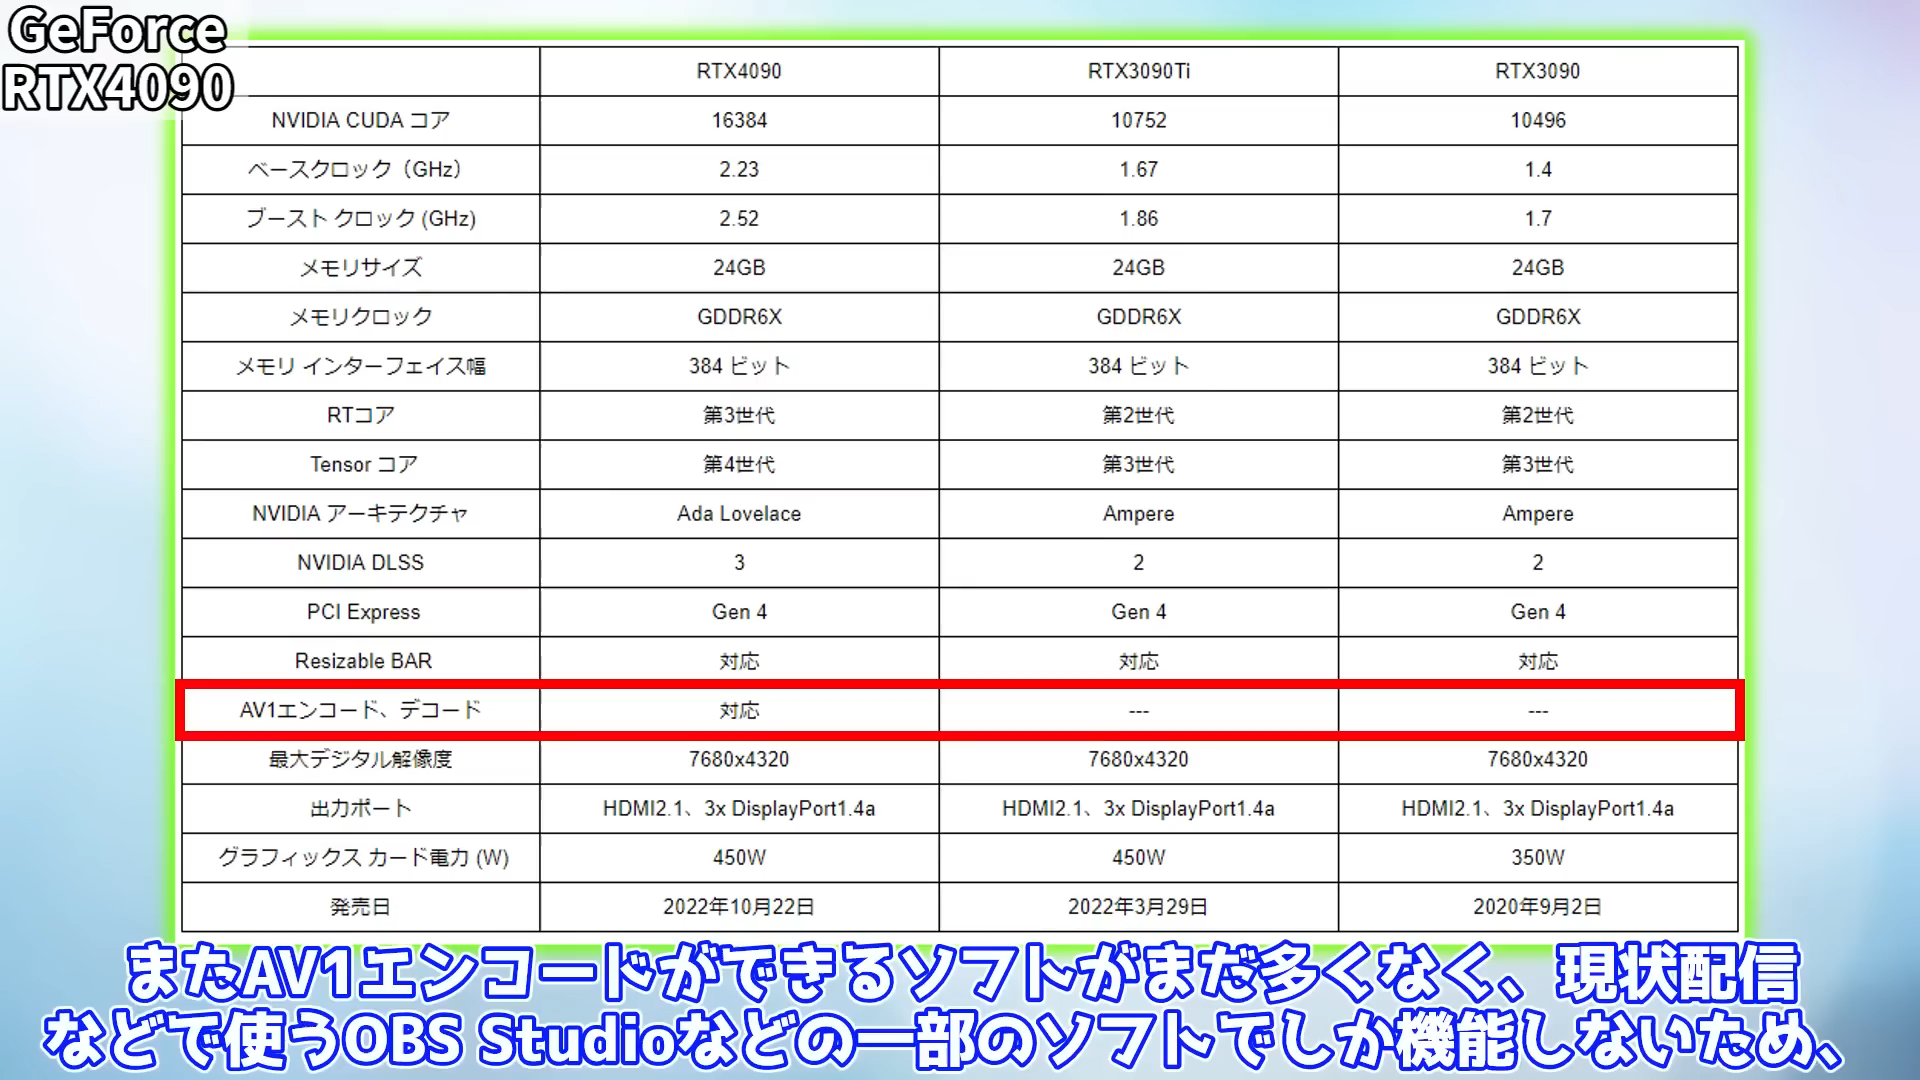 GeForce
RTX4090
RTX4090 RTX3090Ti RTX3090
NVIDIA CUDA コア 16384 10752 10496
ベースクロック（GHz） 2.23 1.67 1.4
ブースト クロック (GHz) 2.52 1.86 1.7
メモリサイズ 24GB 24GB 24GB
メモリクロック GDDR6X GDDR6X GDDR6X
メモリ インターフェイス幅 384 ビット 384 ビット 384 ビット
RTコア 第3世代 第2世代 第2世代
Tensor コア 第4世代 第3世代 第3世代
NVIDIA アーキテクチャ Ada Lovelace Ampere Ampere
NVIDIA DLSS 3 2 2
PCI Express Gen 4 Gen 4 Gen 4
Resizable BAR 対応 対応 対応
AV1エンコード、デコード 対応 --- ---
最大デジタル解像度 7680x4320 7680x4320 7680x4320
出力ポート HDMI2.1、3x DisplayPort1.4a HDMI2.1、3x DisplayPort1.4a HDMI2.1、3x DisplayPort1.4a
グラフィックス カード電力 (W) 450W 450W 350W
発売日 2022年10月22日 2022年3月29日 2020年9月2日
またAV1エンコードができるソフトがまだ多くなく、現状配信
などで使うOBS Studioなどの一部のソフトでしか機能しないため、